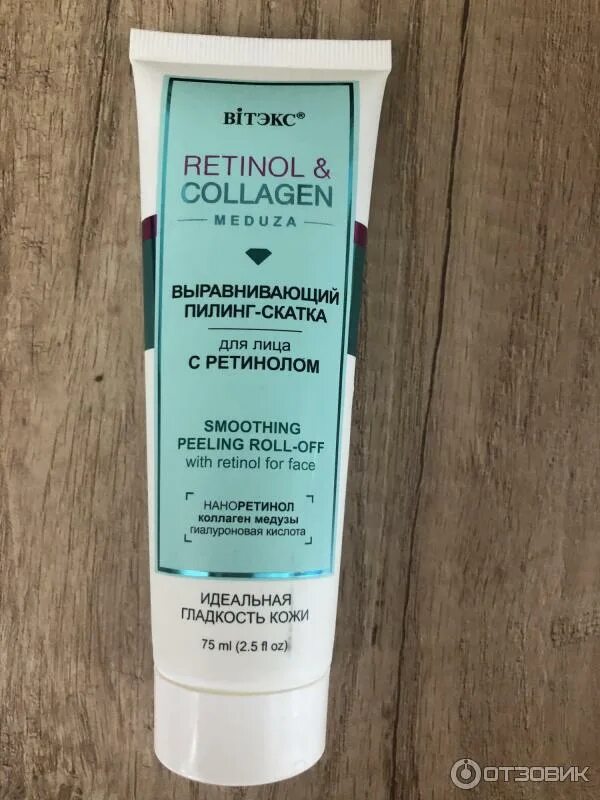 ВІТЭКС®
RETINOL &
COLLAGEN
MEDUZA
ВЫРАВНИВАЮЩИЙ
ПИЛИНГ-СКАТКА
для лица
С РЕТИНОЛОМ
SMOOTHING
PEELING ROLL-OFF
with retinol for face
НАНОРЕТИНОЛ
коллаген медузы
гиалуроновая кислота
ИДЕАЛЬНАЯ
ГЛАДКОСТЬ КОЖИ
75 ml (2.5 fl oz)
ОТЗОВИК